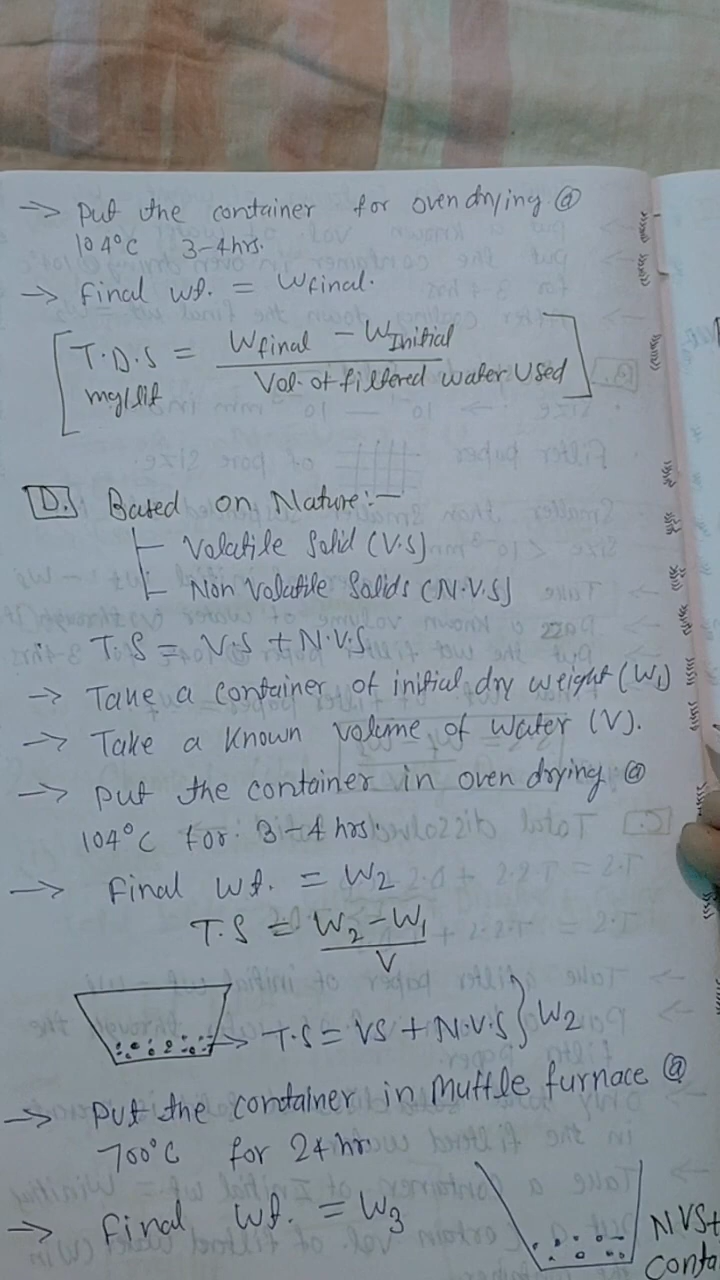 → Put the container for oven drying @
104°C 3-4 hrs.
→ final wt. = Wfinal.
T.D.S = Wfinal - WInitial
mg/lit Vol. of filtered water Used
D. Based on Nature:-
Volatile Solid (V.S)
Non Volatile Solids (N.V.S)
T.S = V.S + N.V.S
→ Take a container of initial dry weight (W1)
→ Take a known volume of water (V).
→ Put the container in oven drying @
104°C for 3-4 hrs.
→ final wt. = W2
T.S = W2-W1
V
→ T.S = VS + N.V.S } W2
→ Put the container in Muffle furnace @
700°C for 24 hr
→ final wt. = W3
NVS+
conta